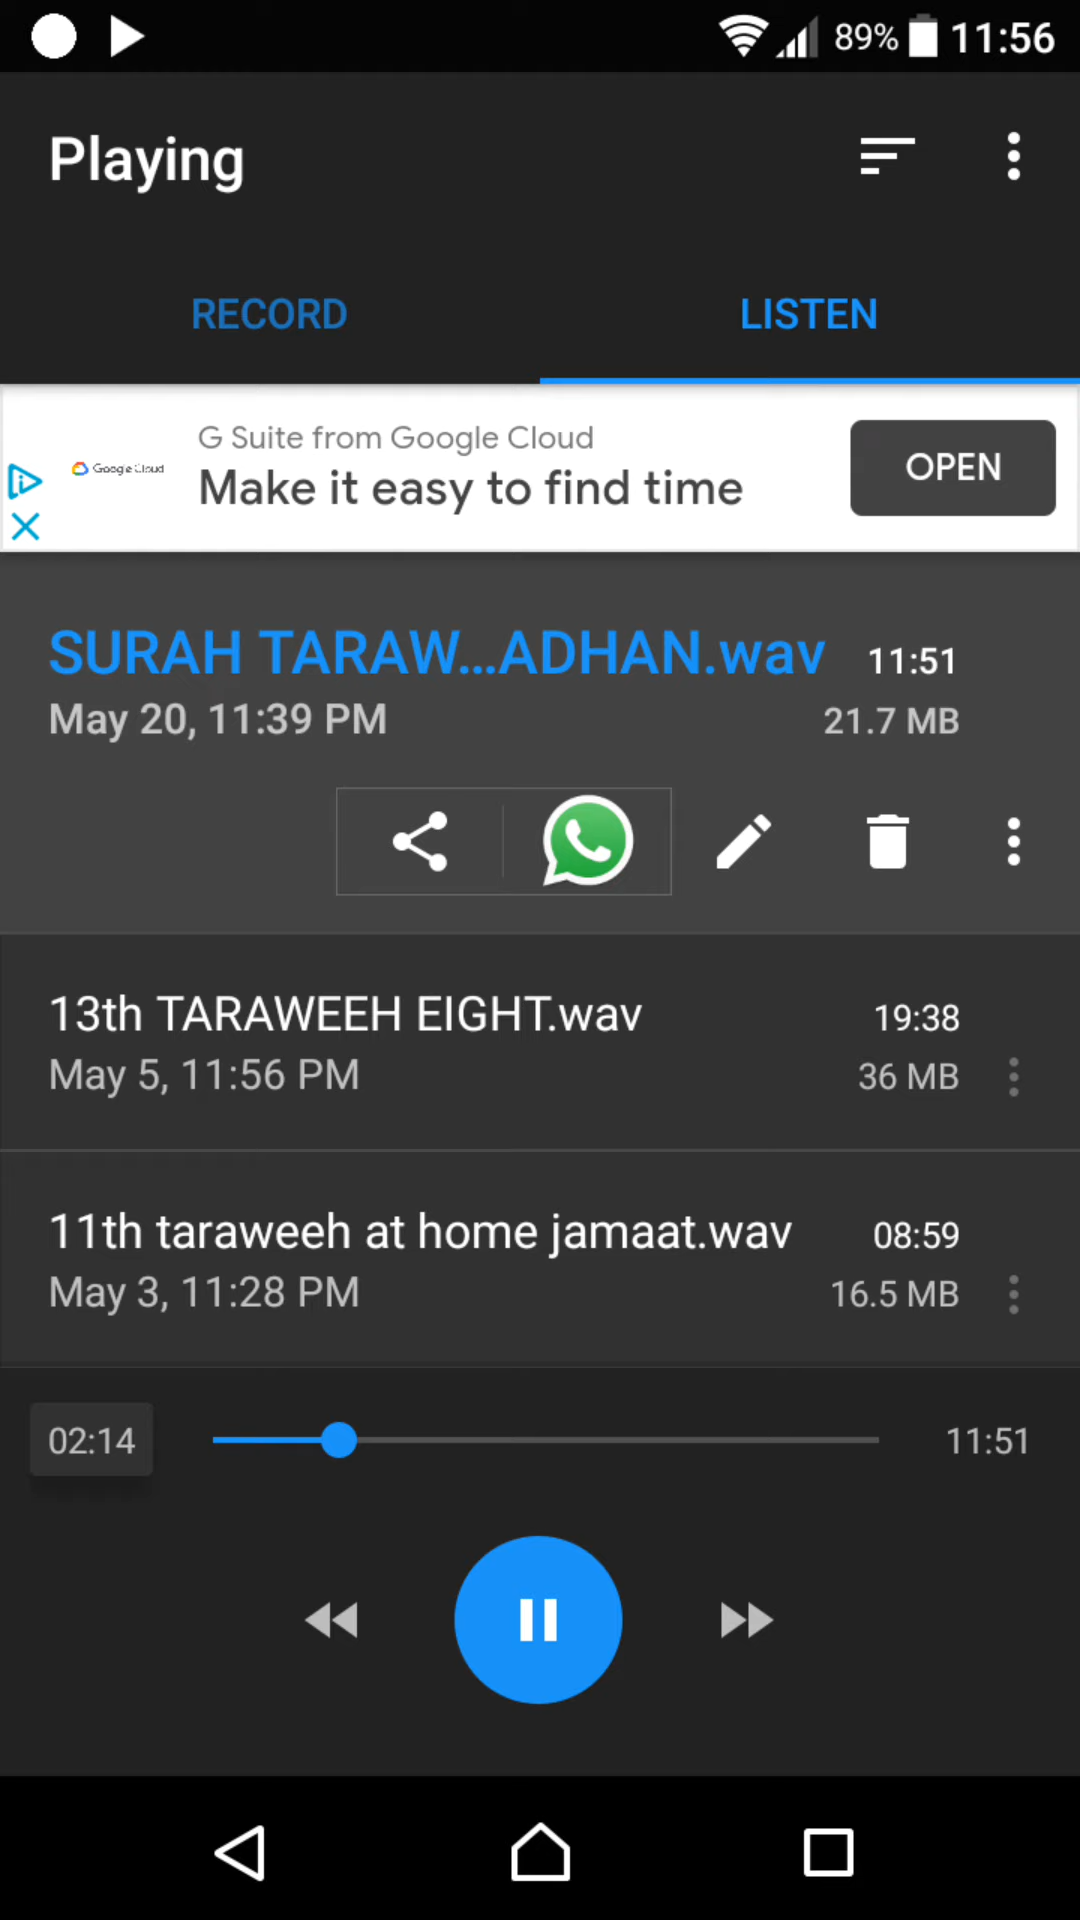 89% 11:56
Playing
RECORD LISTEN
G Suite from Google Cloud
Google Cloud
Make it easy to find time
OPEN
SURAH TARAW...ADHAN.wav 11:51
May 20, 11:39 PM 21.7 MB
13th TARAWEEH EIGHT.wav 19:38
May 5, 11:56 PM 36 MB
11th taraweeh at home jamaat.wav 08:59
May 3, 11:28 PM 16.5 MB
02:14 11:51